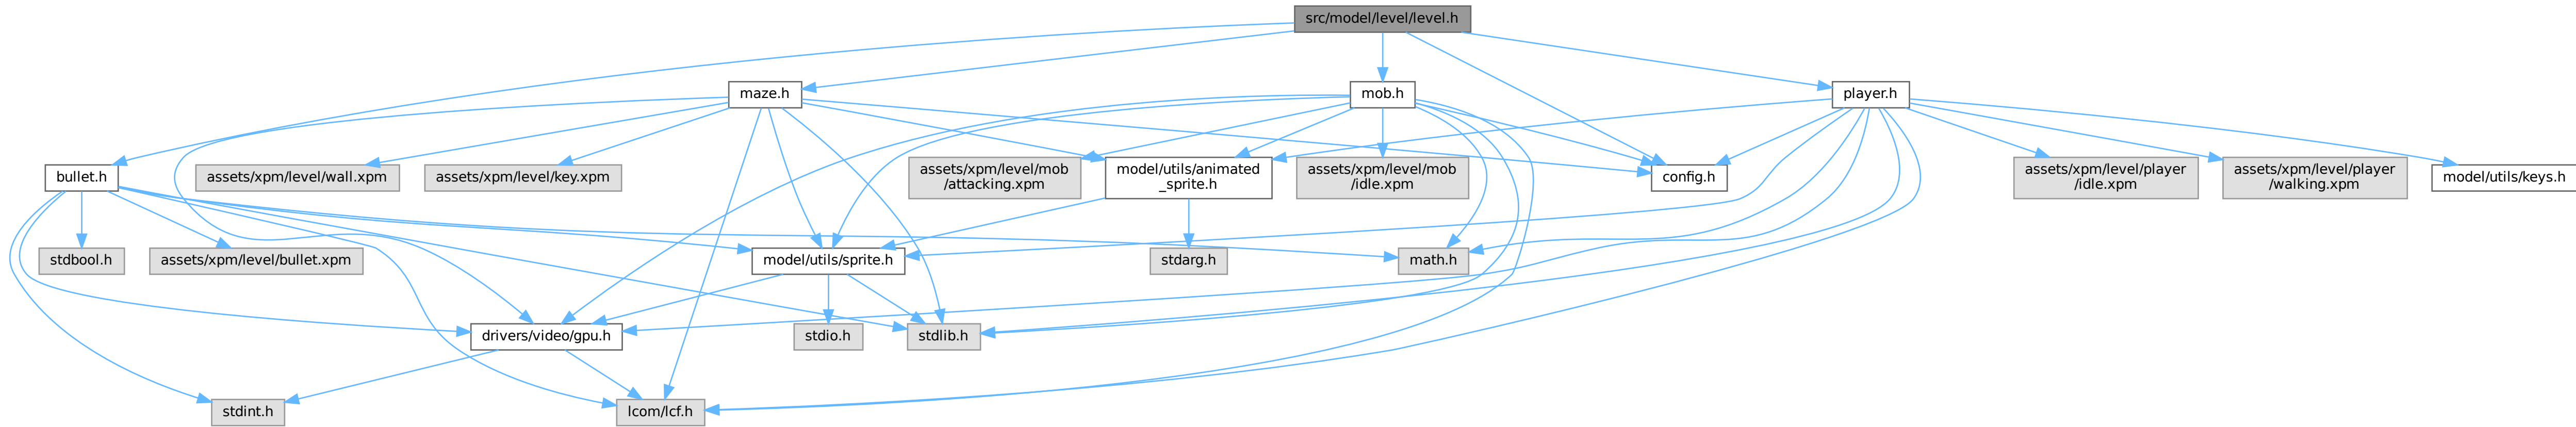 src/model/level/level.h
maze.h
mob.h
player.h
bullet.h
assets/xpm/level/wall.xpm
assets/xpm/level/key.xpm
assets/xpm/level/mob
/attacking.xpm
model/utils/animated
_sprite.h
assets/xpm/level/mob
/idle.xpm
config.h
assets/xpm/level/player
/idle.xpm
assets/xpm/level/player
/walking.xpm
model/utils/keys.h
stdbool.h
assets/xpm/level/bullet.xpm
model/utils/sprite.h
stdarg.h
math.h
drivers/video/gpu.h
stdio.h
stdlib.h
stdint.h
lcom/lcf.h